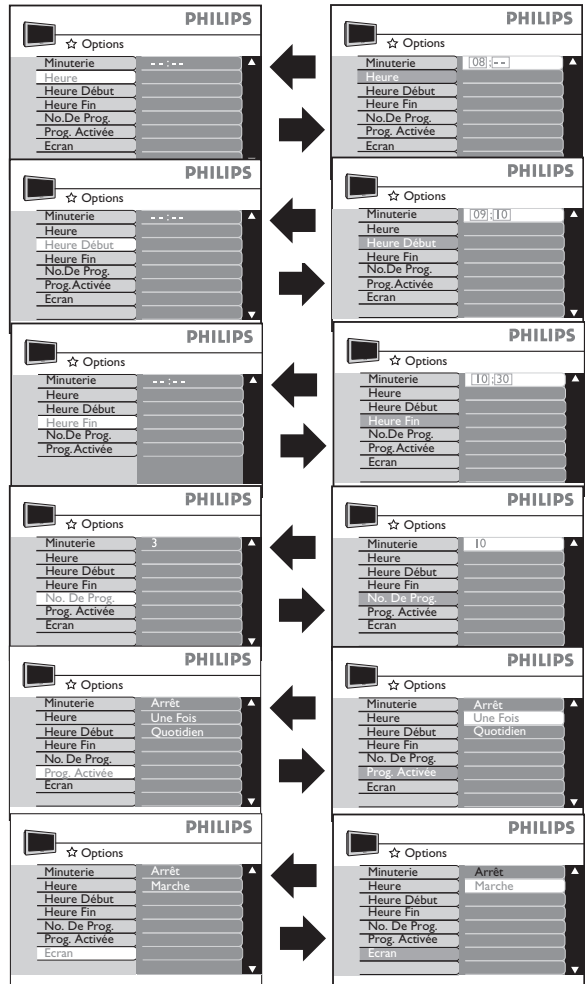 PHILIPS
☆ Options
Minuterie --:--
Heure
Heure Début
Heure Fin
No.De Prog.
Prog. Activée
Ecran
PHILIPS
☆ Options
Minuterie 08:--
Heure
Heure Début
Heure Fin
No.De Prog.
Prog. Activée
Ecran
PHILIPS
☆ Options
Minuterie --:--
Heure
Heure Début
Heure Fin
No.De Prog.
Prog.Activée
Ecran
PHILIPS
☆ Options
Minuterie 09:10
Heure
Heure Début
Heure Fin
No.De Prog.
Prog.Activée
Ecran
PHILIPS
☆ Options
Minuterie --:--
Heure
Heure Début
Heure Fin
No.De Prog.
Prog.Activée
PHILIPS
☆ Options
Minuterie 10:30
Heure
Heure Début
Heure Fin
No.De Prog.
Prog.Activée
Ecran
PHILIPS
☆ Options
Minuterie 3
Heure
Heure Début
Heure Fin
No. De Prog.
Prog. Activée
Ecran
PHILIPS
☆ Options
Minuterie 10
Heure
Heure Début
Heure Fin
No. De Prog.
Prog. Activée
Ecran
PHILIPS
☆ Options
Minuterie Arrêt
Heure Une Fois
Heure Début Quotidien
Heure Fin
No. De Prog.
Prog. Activée
Ecran
PHILIPS
☆ Options
Minuterie Arrêt
Heure Une Fois
Heure Début Quotidien
Heure Fin
No. De Prog.
Prog. Activée
Ecran
PHILIPS
☆ Options
Minuterie Arrêt
Heure Marche
Heure Début
Heure Fin
No. De Prog.
Prog. Activée
Ecran
PHILIPS
☆ Options
Minuterie Arrêt
Heure Marche
Heure Début
Heure Fin
No. De Prog.
Prog. Activée
Ecran